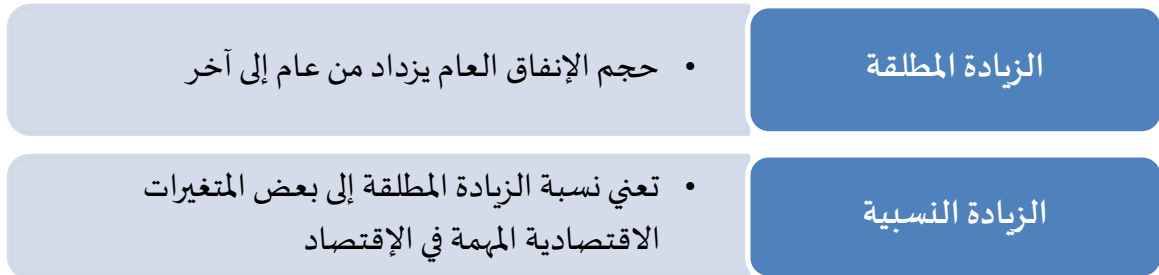 الزيادة المطلقة
• حجم الإنفاق العام يزداد من عام إلى آخر
الزيادة النسبية
• تعني نسبة الزيادة المطلقة إلى بعض المتغيرات
الاقتصادية المهمة في الإقتصاد